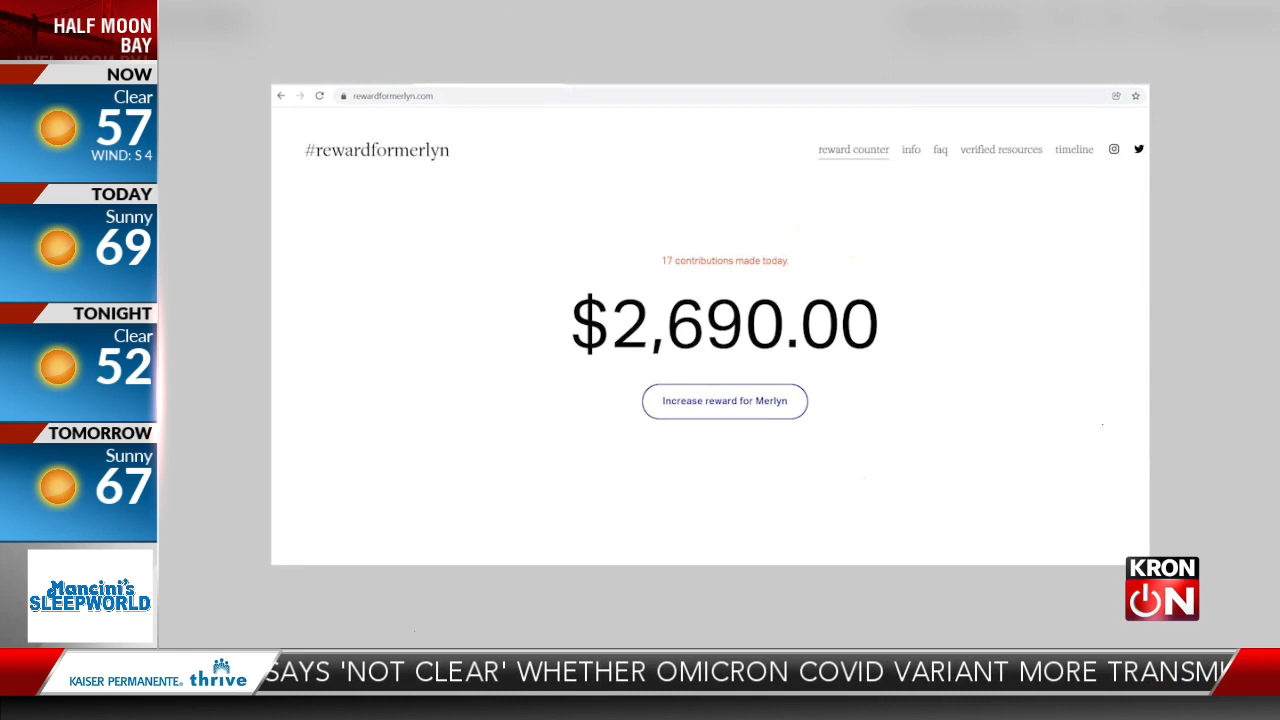 HALF MOON
BAY
NOW
Clear
57
WIND: S 4
TODAY
Sunny
69
TONIGHT
Clear
52
TOMORROW
Sunny
67
Mancini's
SLEEPWORLD
rewardformerlyn.com
#rewardformerlyn
reward counter info faq verified resources timeline
17 contributions made today.
$2,690.00
Increase reward for Merlyn
KRON
ON
KAISER PERMANENTE® thrive
SAYS 'NOT CLEAR' WHETHER OMICRON COVID VARIANT MORE TRANSMI